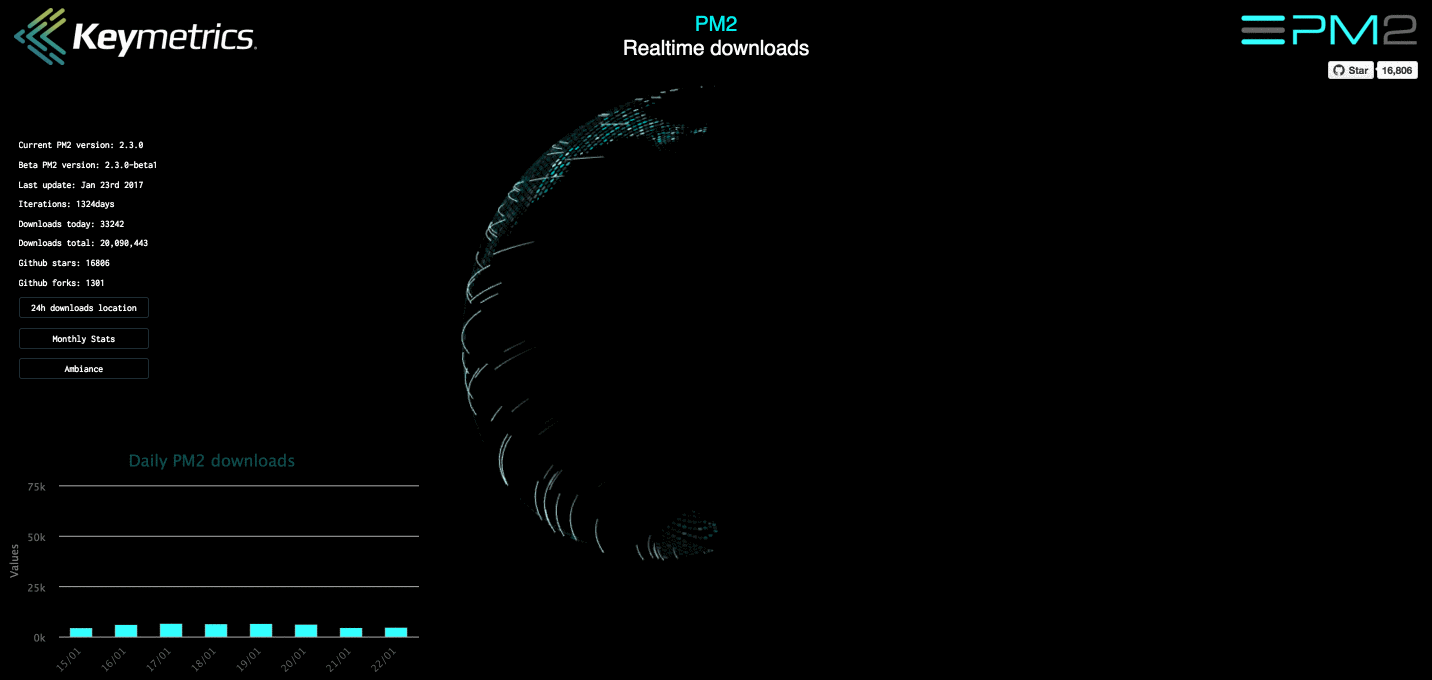 Keymetrics.
PM2
Realtime downloads
PM2
Star 16,806
Current PM2 version: 2.3.0
Beta PM2 version: 2.3.0-beta1
Last update: Jan 23rd 2017
Iterations: 1324days
Downloads today: 33242
Downloads total: 20,090,443
Github stars: 16806
Github forks: 1301
24h downloads location
Monthly Stats
Ambiance
Daily PM2 downloads
75k
50k
25k
0k
Values
15/01 16/01 17/01 18/01 19/01 20/01 21/01 22/01